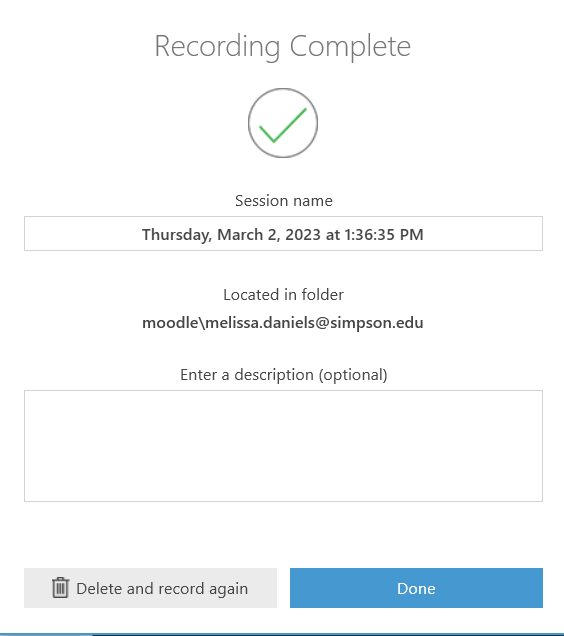 Recording Complete
Session name
Thursday, March 2, 2023 at 1:36:35 PM
Located in folder
moodle\melissa.daniels@simpson.edu
Enter a description (optional)
Delete and record again
Done